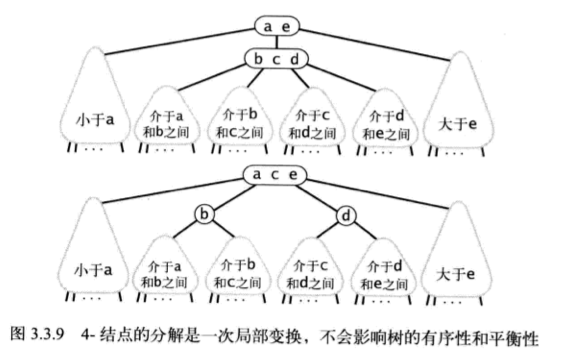 a e
b c d
小于a
介于a
和b之间
介于b
和c之间
介于c
和d之间
介于d
和e之间
大于e
a c e
b
d
小于a
介于a
和b之间
介于b
和c之间
介于c
和d之间
介于d
和e之间
大于e
图 3.3.9 4- 结点的分解是一次局部变换，不会影响树的有序性和平衡性